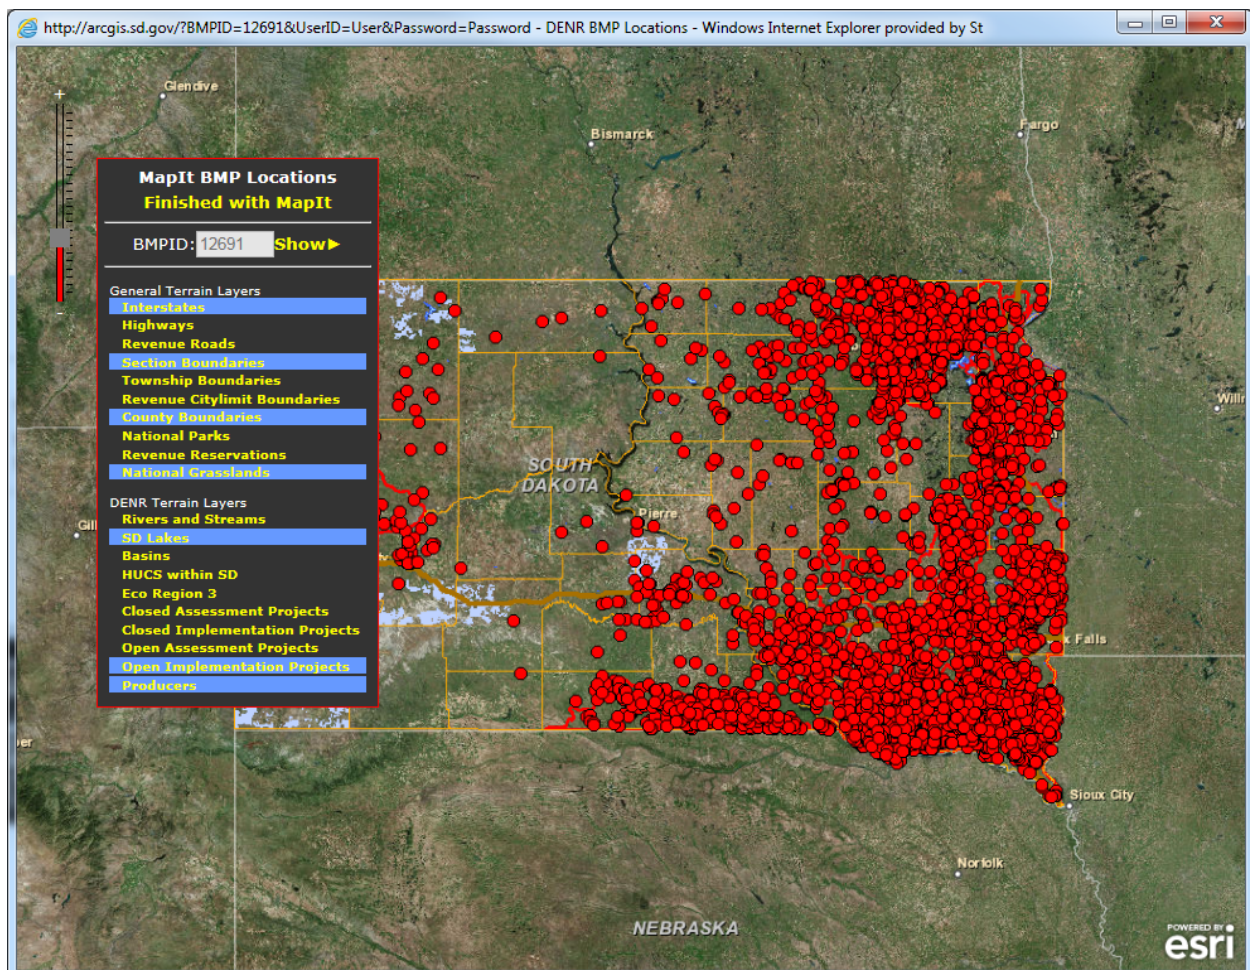 http://arcgis.sd.gov/?BMPID=12691&UserID=User&Password=Password - DENR BMP Locations - Windows Internet Explorer provided by St
Glendive
Bismarck
Fargo
+
MapIt BMP Locations
Finished with MapIt
BMPID: 12691 Show►
General Terrain Layers
Interstates
Highways
Revenue Roads
Section Boundaries
Township Boundaries
Revenue Citylimit Boundaries
County Boundaries
National Parks
Revenue Reservations
National Grasslands
DENR Terrain Layers
Rivers and Streams
SD Lakes
Basins
HUCS within SD
Eco Region 3
Closed Assessment Projects
Closed Implementation Projects
Open Assessment Projects
Open Implementation Projects
Producers
-
Willm
SOUTH
DAKOTA
Pierre
Gil
x Falls
er
Sioux City
Norfolk
NEBRASKA
POWERED BY
esri